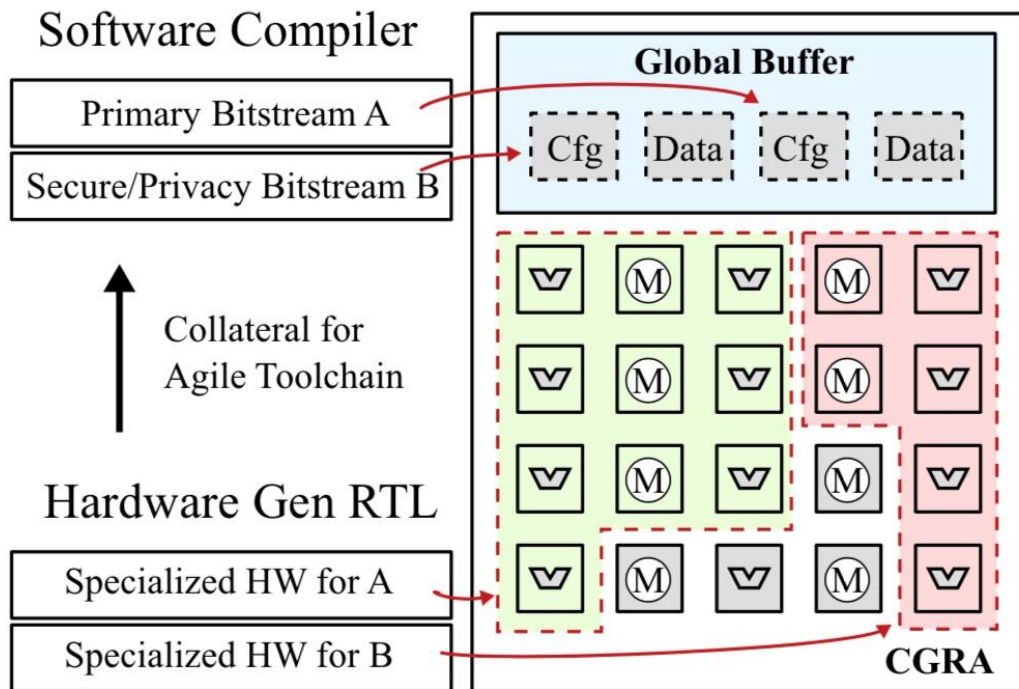 Software Compiler
Primary Bitstream A
Secure/Privacy Bitstream B
Collateral for
Agile Toolchain
Hardware Gen RTL
Specialized HW for A
Specialized HW for B
Global Buffer
Cfg Data Cfg Data
M M
M M
M M
M M
CGRA